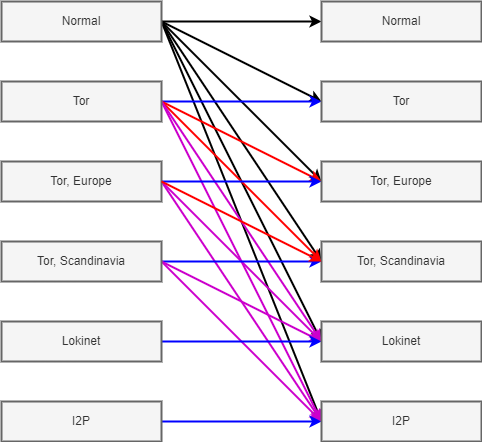 Normal
Normal
Tor
Tor
Tor, Europe
Tor, Europe
Tor, Scandinavia
Tor, Scandinavia
Lokinet
Lokinet
I2P
I2P